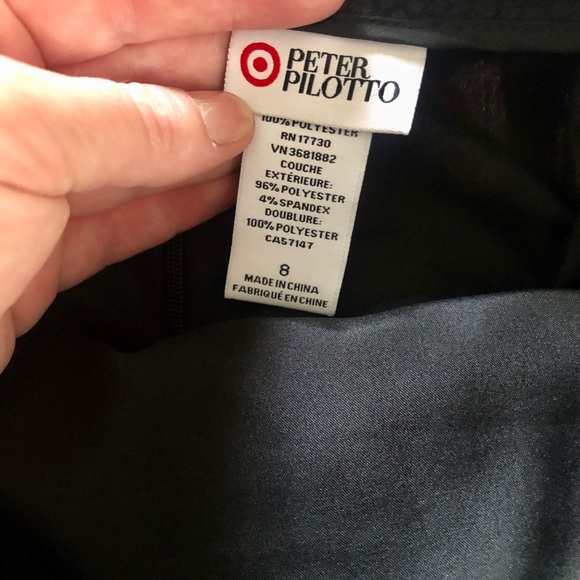 PETER
PILOTTO
100% POLYESTER
RN 17730
VN 3681882
COUCHE
EXTÉRIEURE:
96% POLYESTER
4% SPANDEX
DOUBLURE:
100% POLYESTER
CA57147
8
MADE IN CHINA
FABRIQUÉ EN CHINE